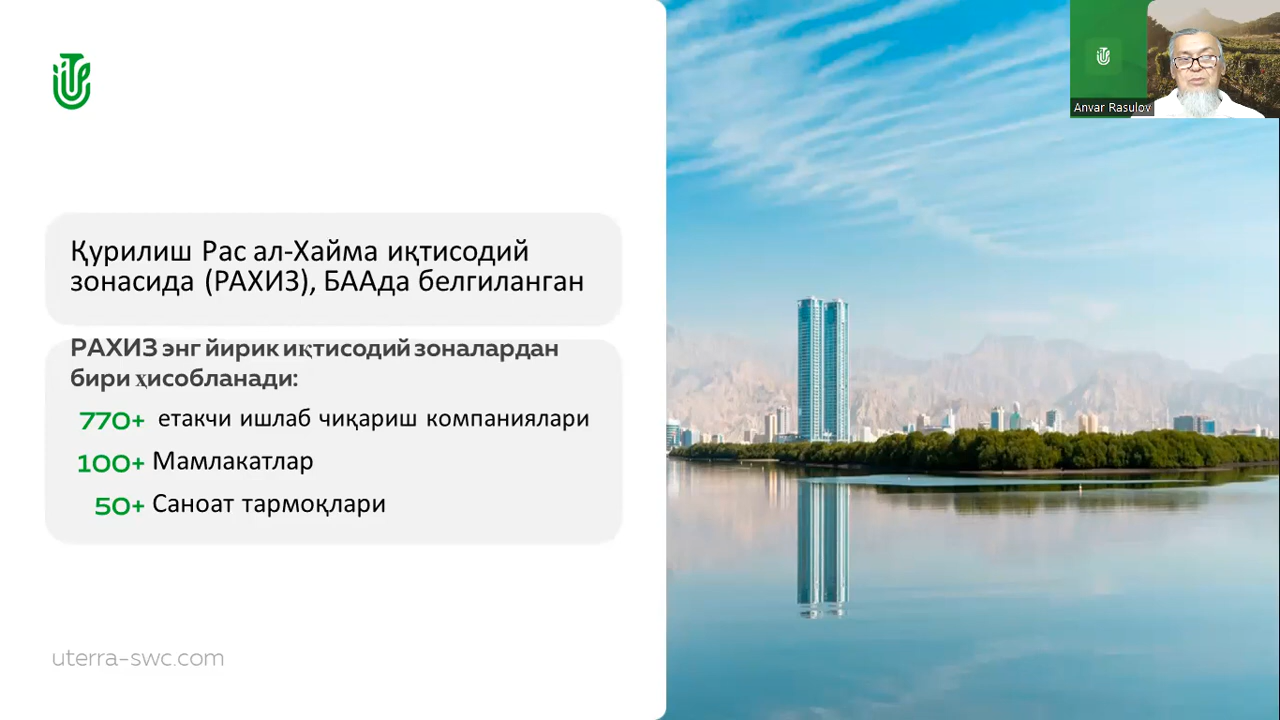 Қурилиш Рас ал-Хайма иқтисодий
зонасида (РАХИЗ), БААда белгиланган
РАХИЗ энг йирик иқтисодий зоналардан
бири ҳисобланади:
770+ етакчи ишлаб чиқариш компаниялари
100+ Мамлакатлар
50+ Саноат тармоқлари
uterra-swc.com
Anvar Rasulov